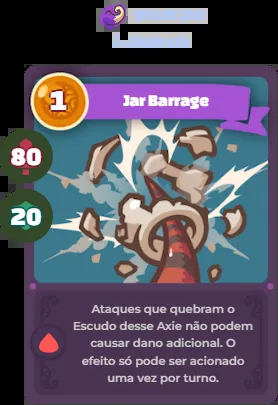 1
Jar Barrage
80
20
Ataques que quebram o
Escudo desse Axie não podem
causar dano adicional. O
efeito só pode ser acionado
uma vez por turno.